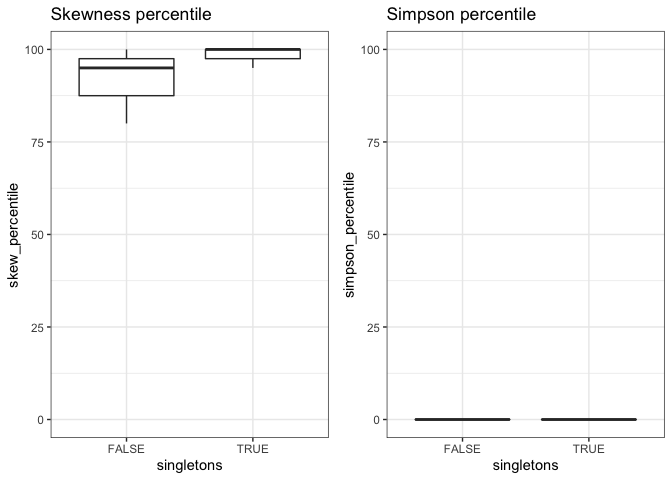 Skewness percentile
skew_percentile
100
75
50
25
0
FALSE TRUE
singletons
Simpson percentile
simpson_percentile
100
75
50
25
0
FALSE TRUE
singletons